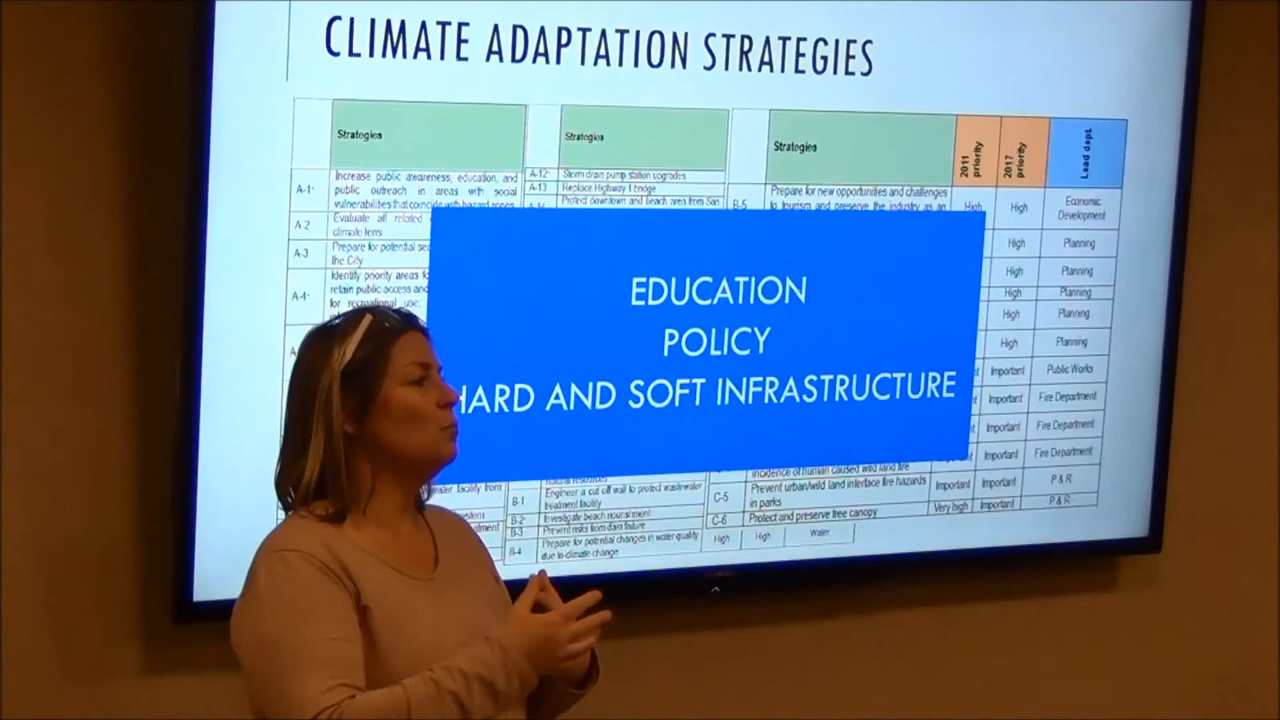 CLIMATE ADAPTATION STRATEGIES
Strategies
Strategies
Strategies
2011 priority
2017 priority
Lead dept.
A-1
Increase public awareness, education, and
public outreach in areas with social
vulnerabilities that coincide with hazard zones
A-2
Evaluate all related
climate lens
A-3
Prepare for potential
the City
A-4
Identify priority areas
retain public access and
for recreational use,
A-12
Storm drain pump station upgrades
A-13
Replace Highway 1 bridge
Protect downtown and beach area from San
B-5
Prepare for new opportunities and challenges
to tourism and preserve the industry as an
High
High
Economic
Development
High
Planning
High
Planning
High
Planning
High
Planning
High
Planning
Important
Public Works
Important
Fire Department
Important
Fire Department
Important
Fire Department
EDUCATION
POLICY
HARD AND SOFT INFRASTRUCTURE
facility from
B-1
Engineer a cut off wall to protect wastewater
treatment facility
B-2
Investigate beach nourishment
B-3
Prevent risks from dam failure
B-4
Prepare for potential changes in water quality
due to climate change
High
High
Water
incidence of human caused wild land fire
C-5
Prevent urban/wild land interface fire hazards
in parks
Important
Important
P & R
C-6
Protect and preserve tree canopy
Very high
Important
P & R